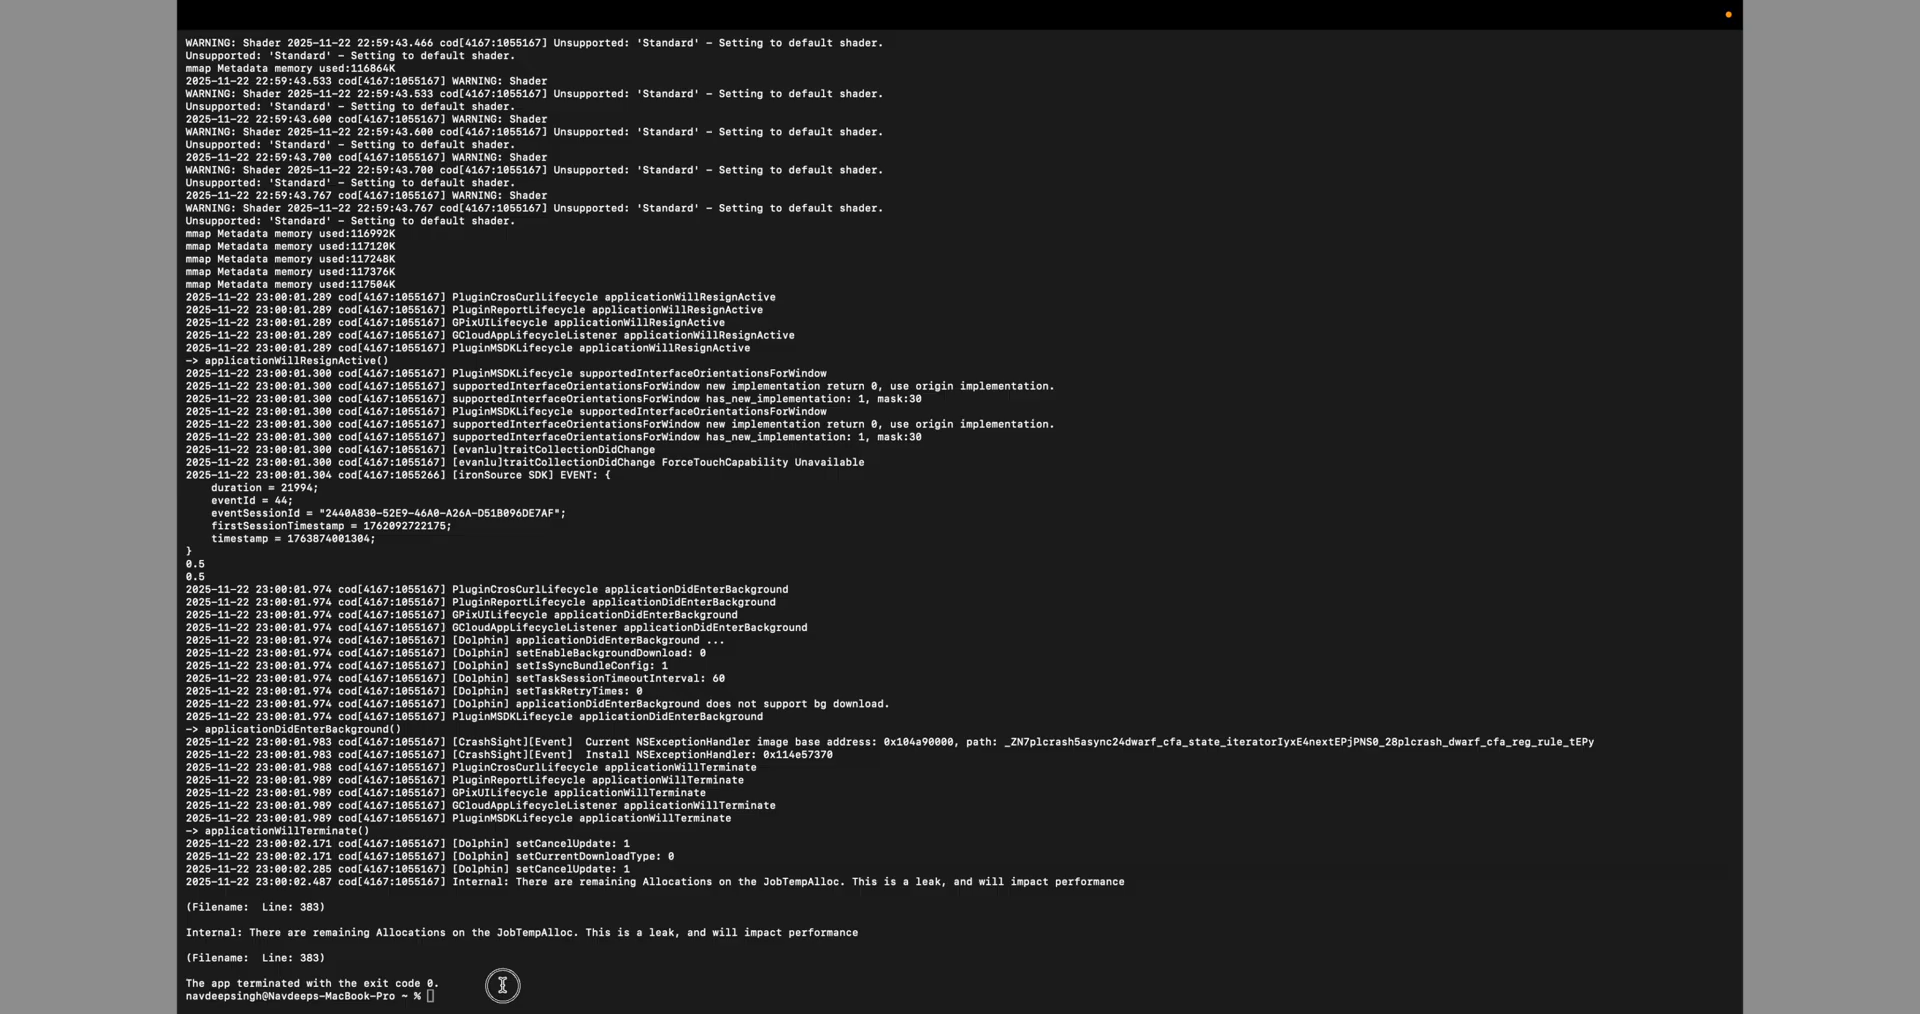 WARNING: Shader 2025-11-22 22:59:43.466 cod[4167:1055167] Unsupported: 'Standard' - Setting to default shader.
Unsupported: 'Standard' - Setting to default shader.
mmap Metadata memory used:116864K
2025-11-22 22:59:43.533 cod[4167:1055167] WARNING: Shader
WARNING: Shader 2025-11-22 22:59:43.533 cod[4167:1055167] Unsupported: 'Standard' - Setting to default shader.
Unsupported: 'Standard' - Setting to default shader.
2025-11-22 22:59:43.600 cod[4167:1055167] WARNING: Shader
WARNING: Shader 2025-11-22 22:59:43.600 cod[4167:1055167] Unsupported: 'Standard' - Setting to default shader.
Unsupported: 'Standard' - Setting to default shader.
2025-11-22 22:59:43.700 cod[4167:1055167] WARNING: Shader
WARNING: Shader 2025-11-22 22:59:43.700 cod[4167:1055167] Unsupported: 'Standard' - Setting to default shader.
Unsupported: 'Standard' - Setting to default shader.
2025-11-22 22:59:43.767 cod[4167:1055167] WARNING: Shader
WARNING: Shader 2025-11-22 22:59:43.767 cod[4167:1055167] Unsupported: 'Standard' - Setting to default shader.
Unsupported: 'Standard' - Setting to default shader.
mmap Metadata memory used:116992K
mmap Metadata memory used:117120K
mmap Metadata memory used:117248K
mmap Metadata memory used:117376K
mmap Metadata memory used:117504K
2025-11-22 23:00:01.289 cod[4167:1055167] PluginCrosCurlLifecycle applicationWillResignActive
2025-11-22 23:00:01.289 cod[4167:1055167] PluginReportLifecycle applicationWillResignActive
2025-11-22 23:00:01.289 cod[4167:1055167] GPixUILifecycle applicationWillResignActive
2025-11-22 23:00:01.289 cod[4167:1055167] GCloudAppLifecycleListener applicationWillResignActive
2025-11-22 23:00:01.289 cod[4167:1055167] PluginMSDKLifecycle applicationWillResignActive
-> applicationWillResignActive()
2025-11-22 23:00:01.300 cod[4167:1055167] PluginMSDKLifecycle supportedInterfaceOrientationsForWindow
2025-11-22 23:00:01.300 cod[4167:1055167] supportedInterfaceOrientationsForWindow new implementation return 0, use origin implementation.
2025-11-22 23:00:01.300 cod[4167:1055167] supportedInterfaceOrientationsForWindow has_new_implementation: 1, mask:30
2025-11-22 23:00:01.300 cod[4167:1055167] PluginMSDKLifecycle supportedInterfaceOrientationsForWindow
2025-11-22 23:00:01.300 cod[4167:1055167] supportedInterfaceOrientationsForWindow new implementation return 0, use origin implementation.
2025-11-22 23:00:01.300 cod[4167:1055167] supportedInterfaceOrientationsForWindow has_new_implementation: 1, mask:30
2025-11-22 23:00:01.300 cod[4167:1055167] [evanlu]traitCollectionDidChange
2025-11-22 23:00:01.300 cod[4167:1055167] [evanlu]traitCollectionDidChange ForceTouchCapability Unavailable
2025-11-22 23:00:01.304 cod[4167:1055266] [ironSource SDK] EVENT: {
duration = 21994;
eventId = 44;
eventSessionId = "2440A830-52E9-46A0-A26A-D51B096DE7AF";
firstSessionTimestamp = 1762092722175;
timestamp = 1763874001304;
}
0.5
0.5
2025-11-22 23:00:01.974 cod[4167:1055167] PluginCrosCurlLifecycle applicationDidEnterBackground
2025-11-22 23:00:01.974 cod[4167:1055167] PluginReportLifecycle applicationDidEnterBackground
2025-11-22 23:00:01.974 cod[4167:1055167] GPixUILifecycle applicationDidEnterBackground
2025-11-22 23:00:01.974 cod[4167:1055167] GCloudAppLifecycleListener applicationDidEnterBackground
2025-11-22 23:00:01.974 cod[4167:1055167] [Dolphin] applicationDidEnterBackground ...
2025-11-22 23:00:01.974 cod[4167:1055167] [Dolphin] setEnableBackgroundDownload: 0
2025-11-22 23:00:01.974 cod[4167:1055167] [Dolphin] setIsSyncBundleConfig: 1
2025-11-22 23:00:01.974 cod[4167:1055167] [Dolphin] setTaskSessionTimeoutInterval: 60
2025-11-22 23:00:01.974 cod[4167:1055167] [Dolphin] setTaskRetryTimes: 0
2025-11-22 23:00:01.974 cod[4167:1055167] [Dolphin] applicationDidEnterBackground does not support bg download.
2025-11-22 23:00:01.974 cod[4167:1055167] PluginMSDKLifecycle applicationDidEnterBackground
-> applicationDidEnterBackground()
2025-11-22 23:00:01.983 cod[4167:1055167] [CrashSight][Event]  Current NSExceptionHandler image base address: 0x104a90000, path: _ZN7plcrash5async24dwarf_cfa_state_iteratorIyxE4nextEPjPNS0_28plcrash_dwarf_cfa_reg_rule_tEPy
2025-11-22 23:00:01.983 cod[4167:1055167] [CrashSight][Event]  Install NSExceptionHandler: 0x114e57370
2025-11-22 23:00:01.988 cod[4167:1055167] PluginCrosCurlLifecycle applicationWillTerminate
2025-11-22 23:00:01.989 cod[4167:1055167] PluginReportLifecycle applicationWillTerminate
2025-11-22 23:00:01.989 cod[4167:1055167] GPixUILifecycle applicationWillTerminate
2025-11-22 23:00:01.989 cod[4167:1055167] GCloudAppLifecycleListener applicationWillTerminate
2025-11-22 23:00:01.989 cod[4167:1055167] PluginMSDKLifecycle applicationWillTerminate
-> applicationWillTerminate()
2025-11-22 23:00:02.171 cod[4167:1055167] [Dolphin] setCancelUpdate: 1
2025-11-22 23:00:02.171 cod[4167:1055167] [Dolphin] setCurrentDownloadType: 0
2025-11-22 23:00:02.285 cod[4167:1055167] [Dolphin] setCancelUpdate: 1
2025-11-22 23:00:02.487 cod[4167:1055167] Internal: There are remaining Allocations on the JobTempAlloc. This is a leak, and will impact performance
(Filename:  Line: 383)
Internal: There are remaining Allocations on the JobTempAlloc. This is a leak, and will impact performance
(Filename:  Line: 383)
The app terminated with the exit code 0.
navdeepsingh@Navdeeps-MacBook-Pro ~ %